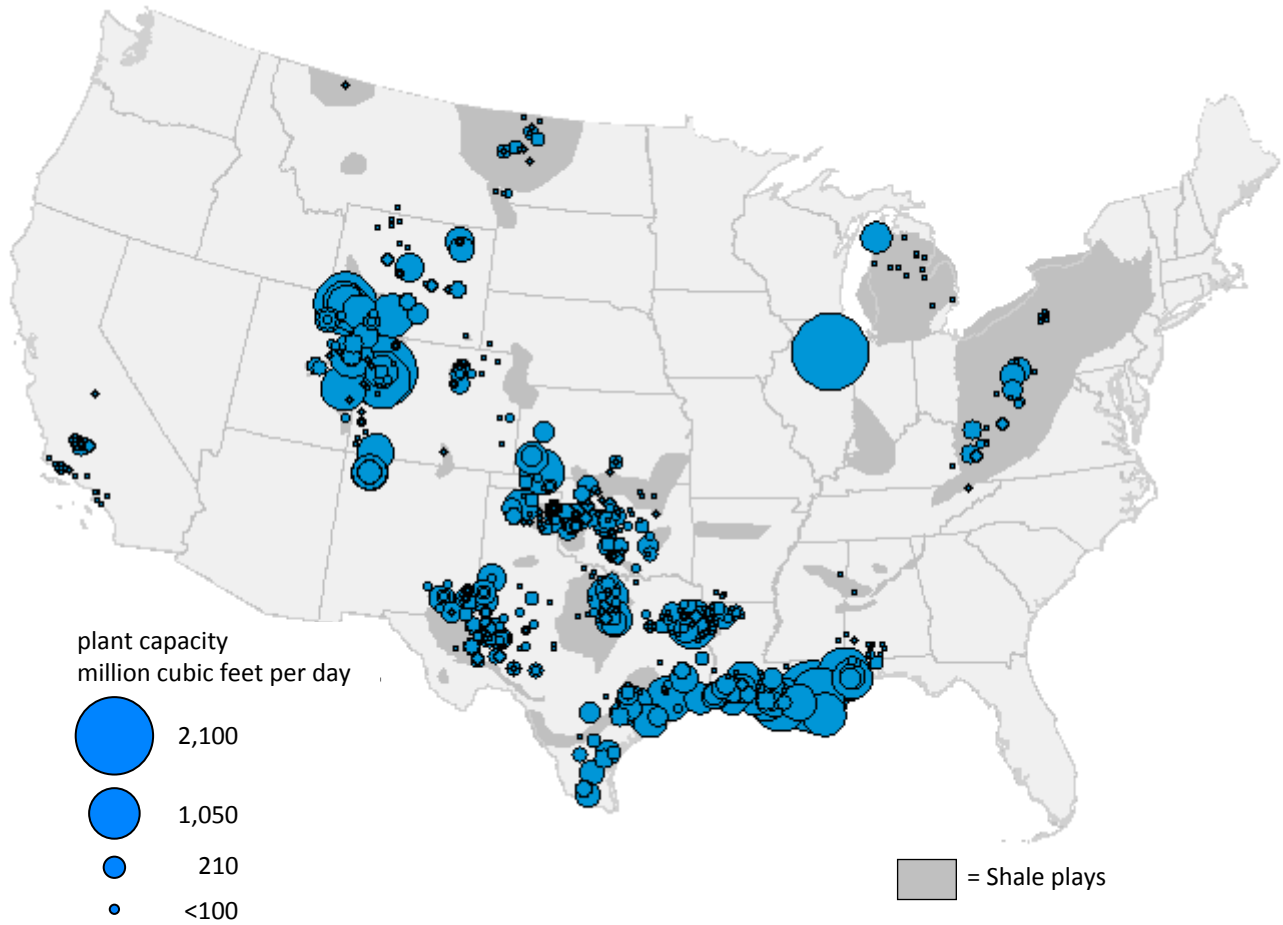 plant capacity
million cubic feet per day
2,100
1,050
210
<100
= Shale plays